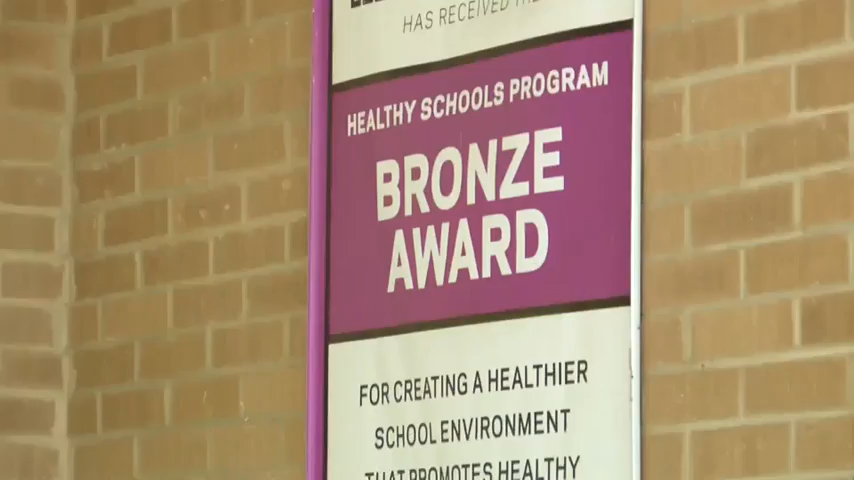 HAS RECEIVED THE
HEALTHY SCHOOLS PROGRAM
BRONZE
AWARD
FOR CREATING A HEALTHIER
SCHOOL ENVIRONMENT
THAT PROMOTES HEALTHY